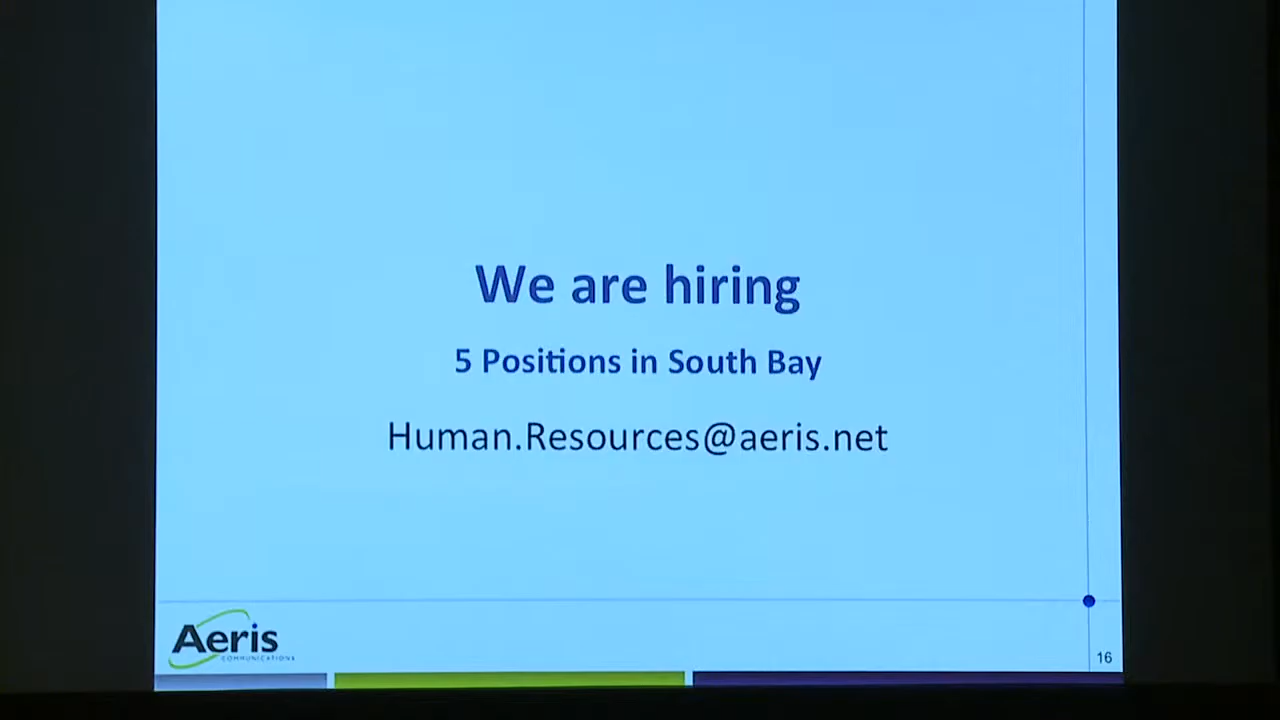 We are hiring
5 Positions in South Bay
Human.Resources@aeris.net
Aeris
COMMUNICATIONS
16